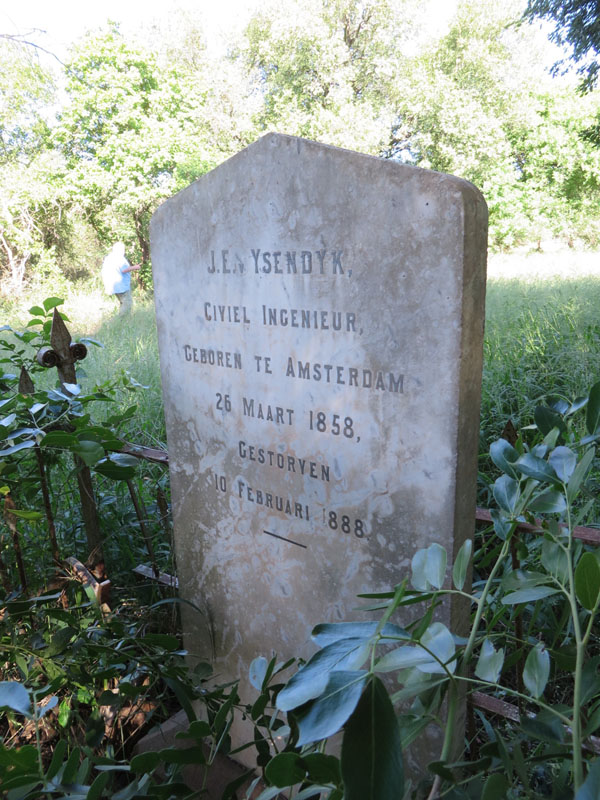 J.E. YSENDYK,
CIVIEL INGENIEUR,
GEBOREN TE AMSTERDAM
26 MAART 1858,
GESTORVEN
10 FEBRUARI 1888.